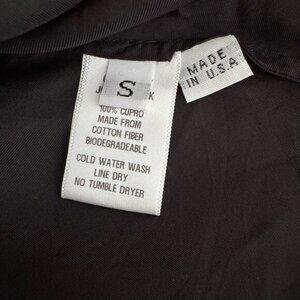 S
100% CUPRO
MADE FROM
COTTON FIBER
BIODEGRADEABLE
COLD WATER WASH
LINE DRY
NO TUMBLE DRYER
MADE
IN U.S.A